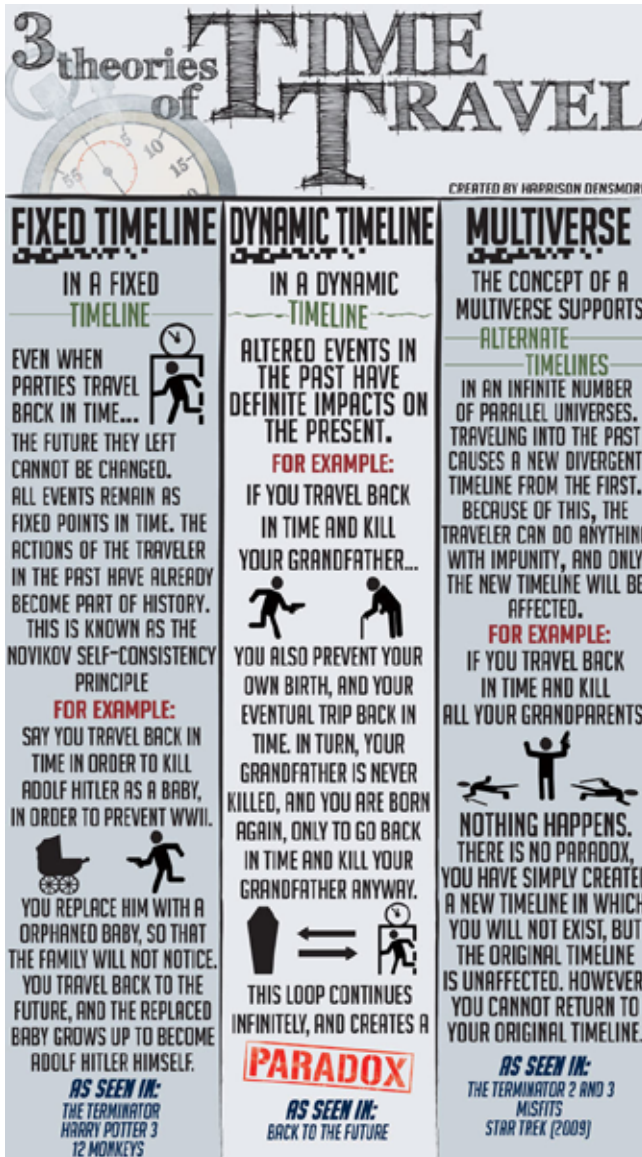 3 theories of TIME TRAVEL
CREATED BY HARRISON DENSMORE
FIXED TIMELINE
IN A FIXED
TIMELINE
EVEN WHEN
PARTIES TRAVEL
BACK IN TIME...
THE FUTURE THEY LEFT
CANNOT BE CHANGED.
ALL EVENTS REMAIN AS
FIXED POINTS IN TIME. THE
ACTIONS OF THE TRAVELER
IN THE PAST HAVE ALREADY
BECOME PART OF HISTORY.
THIS IS KNOWN AS THE
NOVIKOV SELF-CONSISTENCY
PRINCIPLE
FOR EXAMPLE:
SAY YOU TRAVEL BACK IN
TIME IN ORDER TO KILL
ADOLF HITLER AS A BABY,
IN ORDER TO PREVENT WWII.
YOU REPLACE HIM WITH A
ORPHANED BABY, SO THAT
THE FAMILY WILL NOT NOTICE.
YOU TRAVEL BACK TO THE
FUTURE, AND THE REPLACED
BABY GROWS UP TO BECOME
ADOLF HITLER HIMSELF.
AS SEEN IN:
THE TERMINATOR
HARRY POTTER 3
12 MONKEYS
DYNAMIC TIMELINE
IN A DYNAMIC
TIMELINE
ALTERED EVENTS IN
THE PAST HAVE
DEFINITE IMPACTS ON
THE PRESENT.
FOR EXAMPLE:
IF YOU TRAVEL BACK
IN TIME AND KILL
YOUR GRANDFATHER...
YOU ALSO PREVENT YOUR
OWN BIRTH, AND YOUR
EVENTUAL TRIP BACK IN
TIME. IN TURN, YOUR
GRANDFATHER IS NEVER
KILLED, AND YOU ARE BORN
AGAIN, ONLY TO GO BACK
IN TIME AND KILL YOUR
GRANDFATHER ANYWAY.
THIS LOOP CONTINUES
INFINITELY, AND CREATES A
PARADOX
AS SEEN IN:
BACK TO THE FUTURE
MULTIVERSE
THE CONCEPT OF A
MULTIVERSE SUPPORTS
ALTERNATE
TIMELINES
IN AN INFINITE NUMBER
OF PARALLEL UNIVERSES.
TRAVELING INTO THE PAST
CAUSES A NEW DIVERGENT
TIMELINE FROM THE FIRST.
BECAUSE OF THIS, THE
TRAVELER CAN DO ANYTHING
WITH IMPUNITY, AND ONLY
THE NEW TIMELINE WILL BE
AFFECTED.
FOR EXAMPLE:
IF YOU TRAVEL BACK
IN TIME AND KILL
ALL YOUR GRANDPARENTS
NOTHING HAPPENS.
THERE IS NO PARADOX,
YOU HAVE SIMPLY CREATED
A NEW TIMELINE IN WHICH
YOU WILL NOT EXIST, BUT
THE ORIGINAL TIMELINE
IS UNAFFECTED. HOWEVER
YOU CANNOT RETURN TO
YOUR ORIGINAL TIMELINE.
AS SEEN IN:
THE TERMINATOR 2 AND 3
MISFITS
STAR TREK (2009)
55
5
10
15